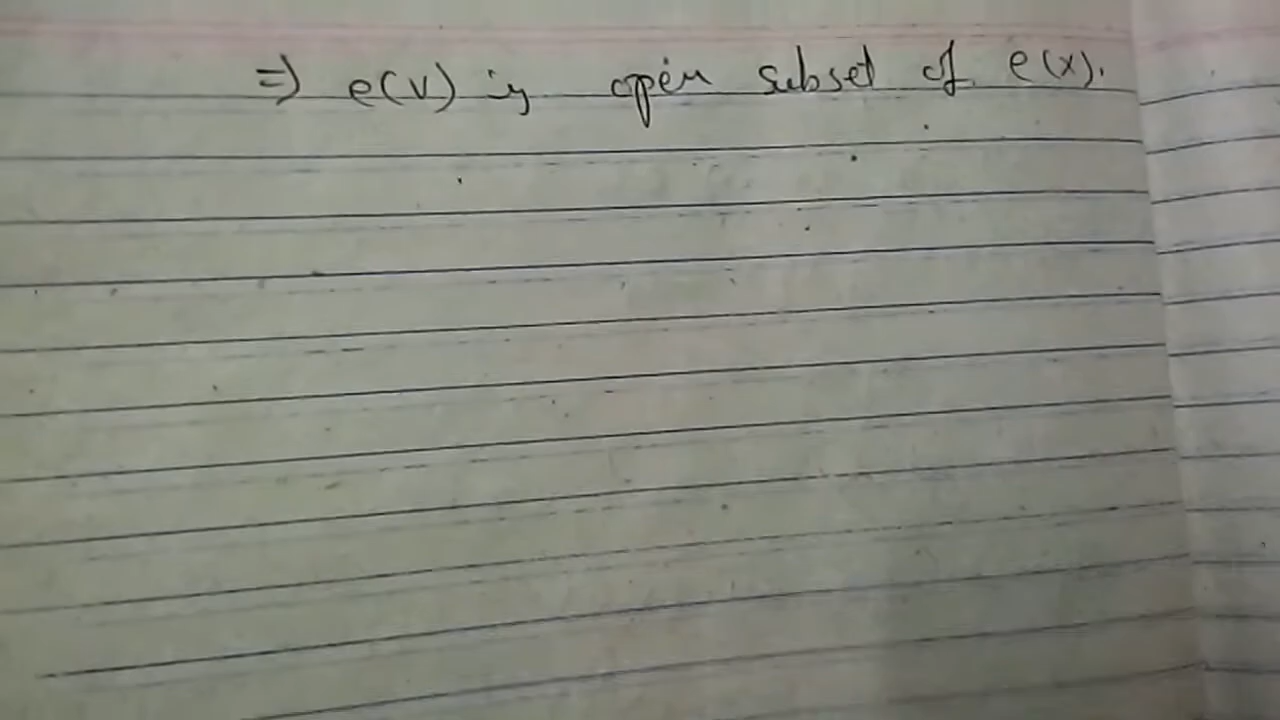 =) e(V) is open subset of e(x).